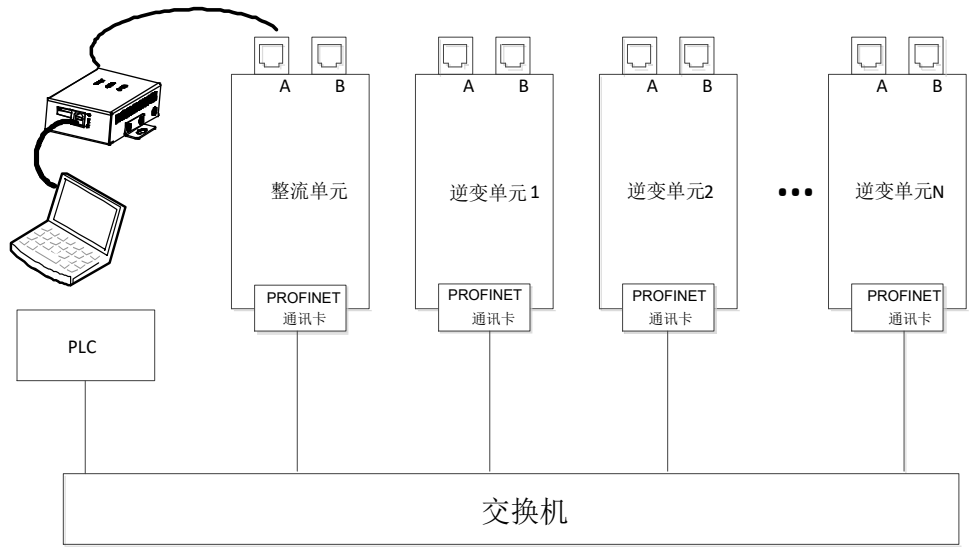 A B
A B
A B
A B
整流单元
逆变单元1
逆变单元2
•••
逆变单元N
PROFINET
通讯卡
PROFINET
通讯卡
PROFINET
通讯卡
PROFINET
通讯卡
PLC
交换机